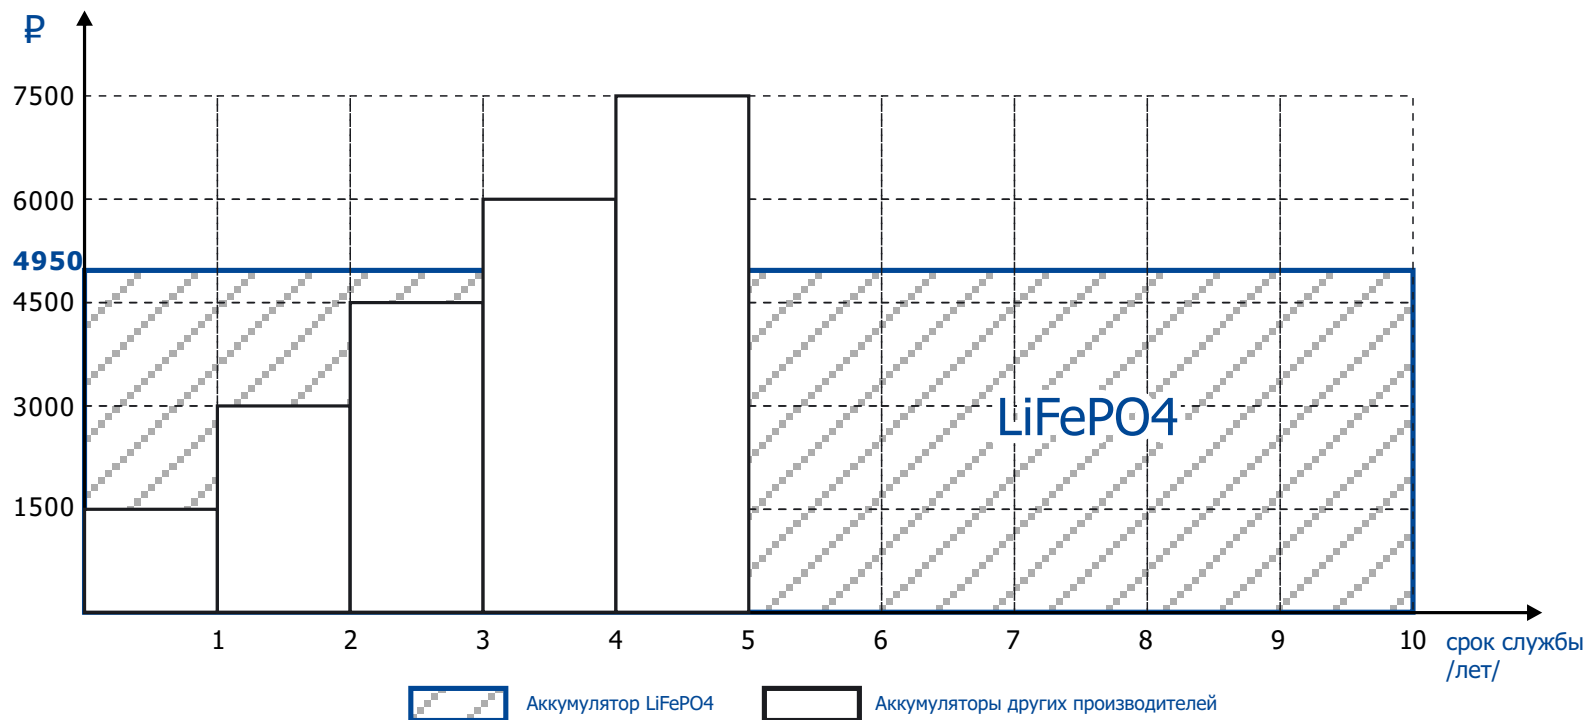 ₽
7500
6000
4950
4500
3000
1500
LiFePO4
1 2 3 4 5 6 7 8 9 10
срок службы
/лет/
Аккумулятор LiFePO4
Аккумуляторы других производителей